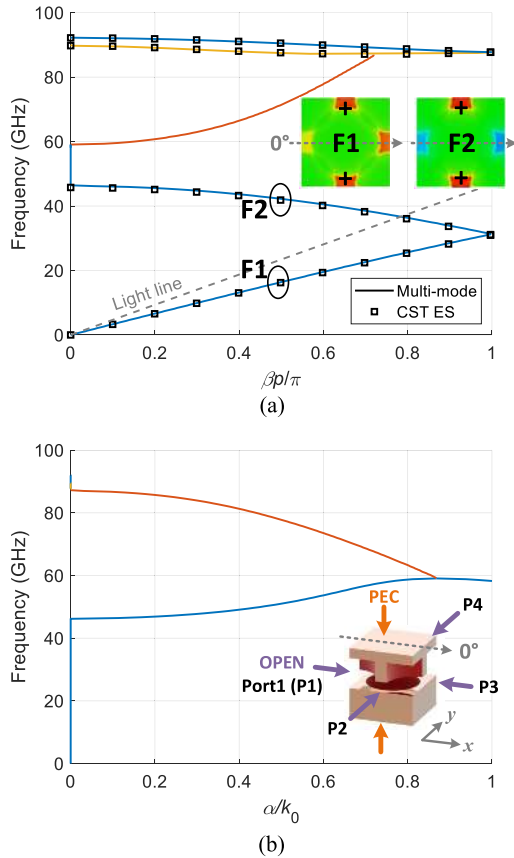 (a)
100
80
60
40
20
0
Frequency (GHz)
0° F1 F2
F2
F1
Light line
Multi-mode
CST ES
0 0.2 0.4 0.6 0.8 1
βp/π
(a)
(b)
100
80
60
40
20
0
Frequency (GHz)
PEC
P4
0°
OPEN
Port1 (P1)
P3
P2
y
x
0 0.2 0.4 0.6 0.8 1
α/k0
(b)